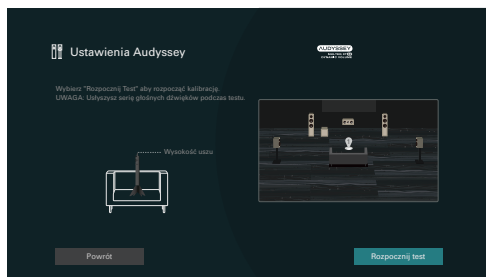 Ustawienia Audyssey
AUDYSSEY
Wybierz "Rozpocznij Test" aby rozpocząć kalibrację.
UWAGA: Usłyszysz serię głośnych dźwięków podczas testu.
Wysokość uszu
Powrót
Rozpocznij test